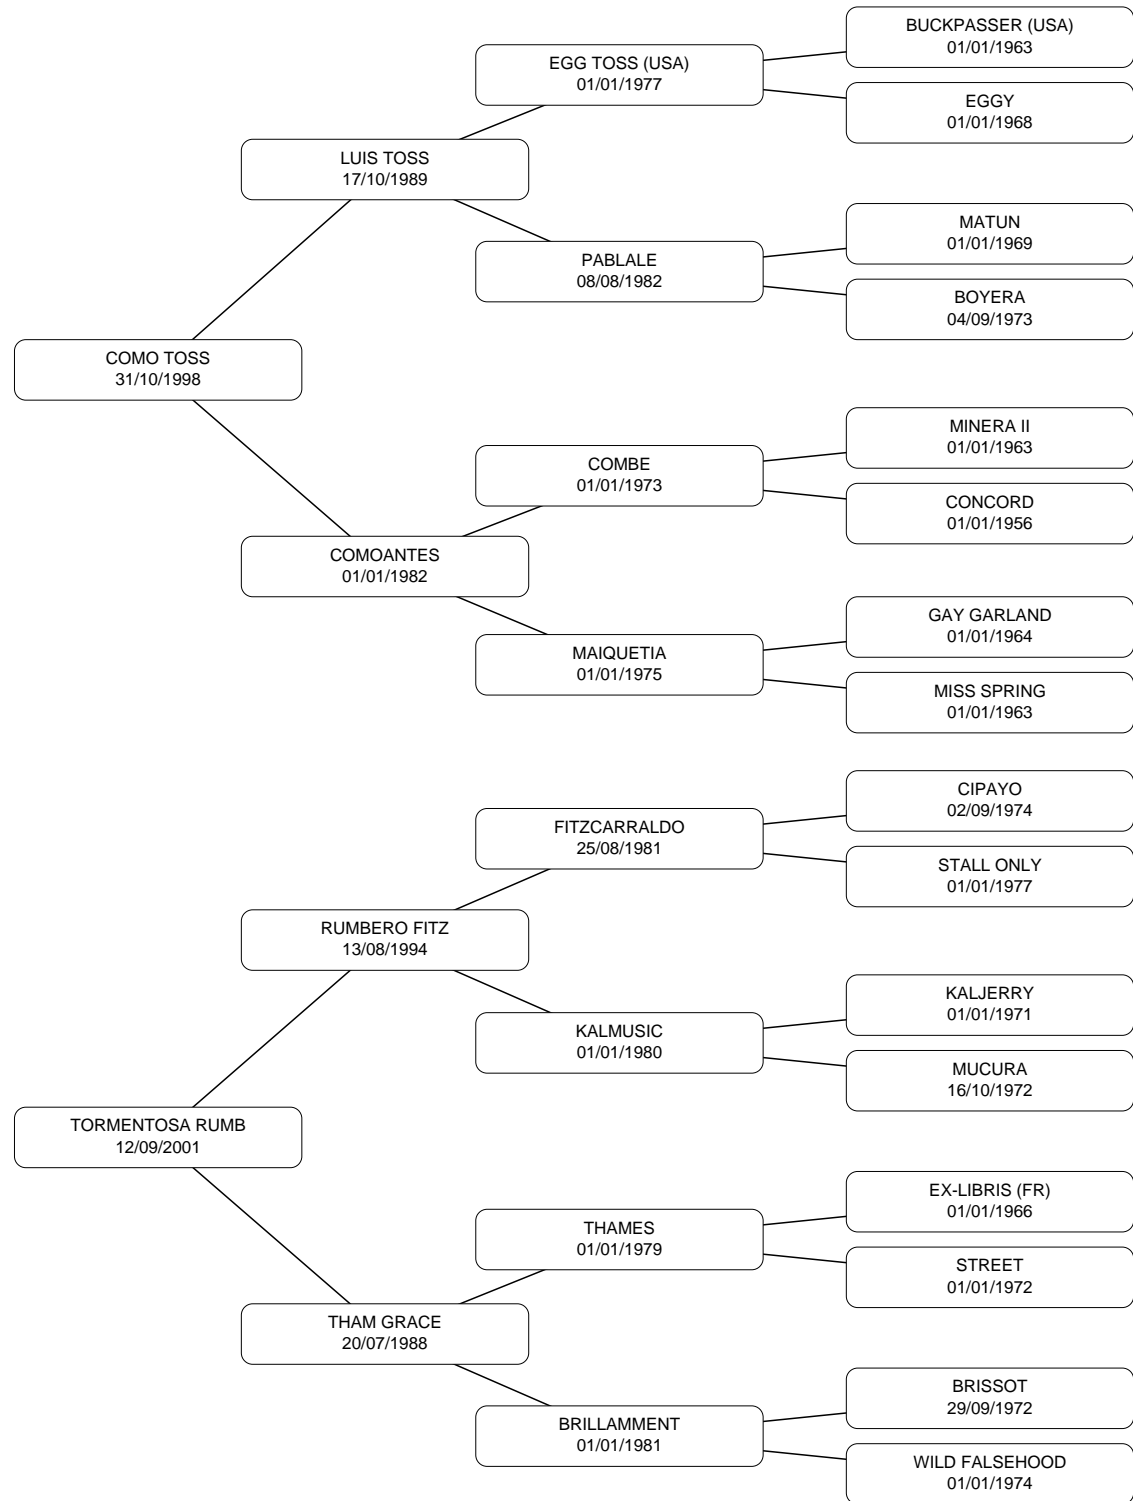 BUCKPASSER (USA)
01/01/1963
EGG TOSS (USA)
01/01/1977
EGGY
01/01/1968
LUIS TOSS
17/10/1989
MATUN
01/01/1969
PABLALE
08/08/1982
BOYERA
04/09/1973
COMO TOSS
31/10/1998
MINERA II
01/01/1963
COMBE
01/01/1973
CONCORD
01/01/1956
COMOANTES
01/01/1982
GAY GARLAND
01/01/1964
MAIQUETIA
01/01/1975
MISS SPRING
01/01/1963
CIPAYO
02/09/1974
FITZCARRALDO
25/08/1981
STALL ONLY
01/01/1977
RUMBERO FITZ
13/08/1994
KALJERRY
01/01/1971
KALMUSIC
01/01/1980
MUCURA
16/10/1972
TORMENTOSA RUMB
12/09/2001
EX-LIBRIS (FR)
01/01/1966
THAMES
01/01/1979
STREET
01/01/1972
THAM GRACE
20/07/1988
BRISSOT
29/09/1972
BRILLAMMENT
01/01/1981
WILD FALSEHOOD
01/01/1974